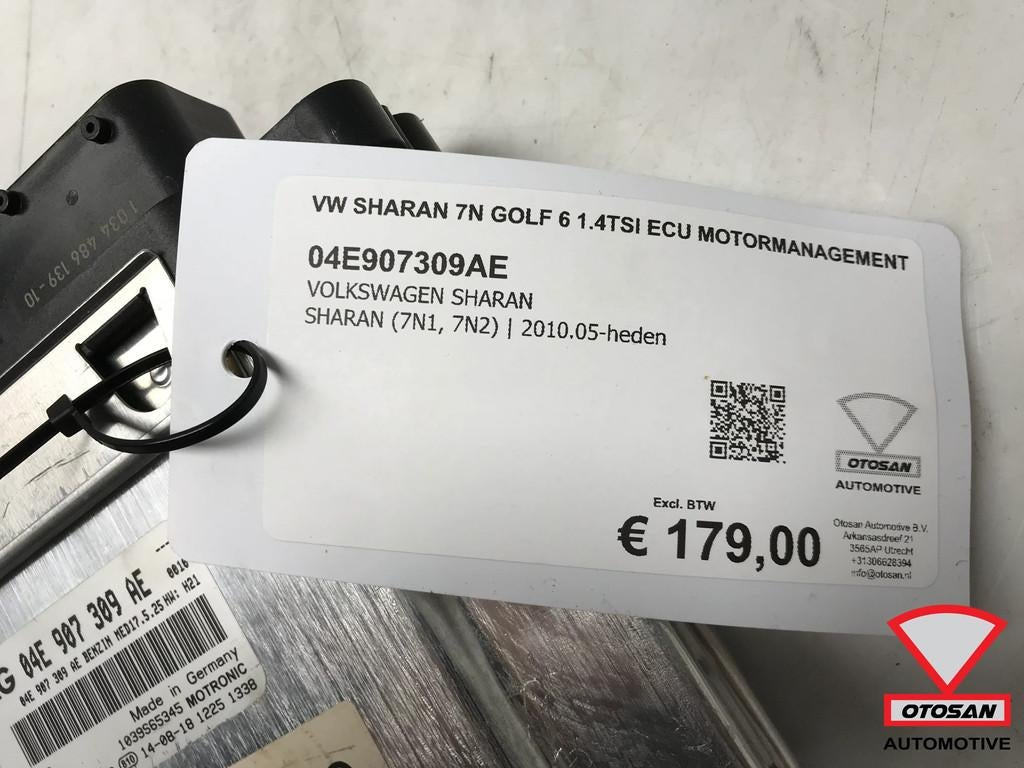 VW SHARAN 7N GOLF 6 1.4TSI ECU MOTORMANAGEMENT
04E907309AE
VOLKSWAGEN SHARAN
SHARAN (7N1, 7N2) | 2010.05-heden
OTOSAN
AUTOMOTIVE
Excl. BTW
€ 179,00
Otosan Automotive B.V.
Arkansasdreef 21
3565AP Utrecht
+31306628394
info@otosan.nl
1 034 486 139-10
G 04E 907 309 AE 0016
04E 907 309 AE BENZIN MED17.5.25 HW: H21
Made in Germany
1039S65345 MOTRONIC
14-08-18 1225 1338
OTOSAN
AUTOMOTIVE